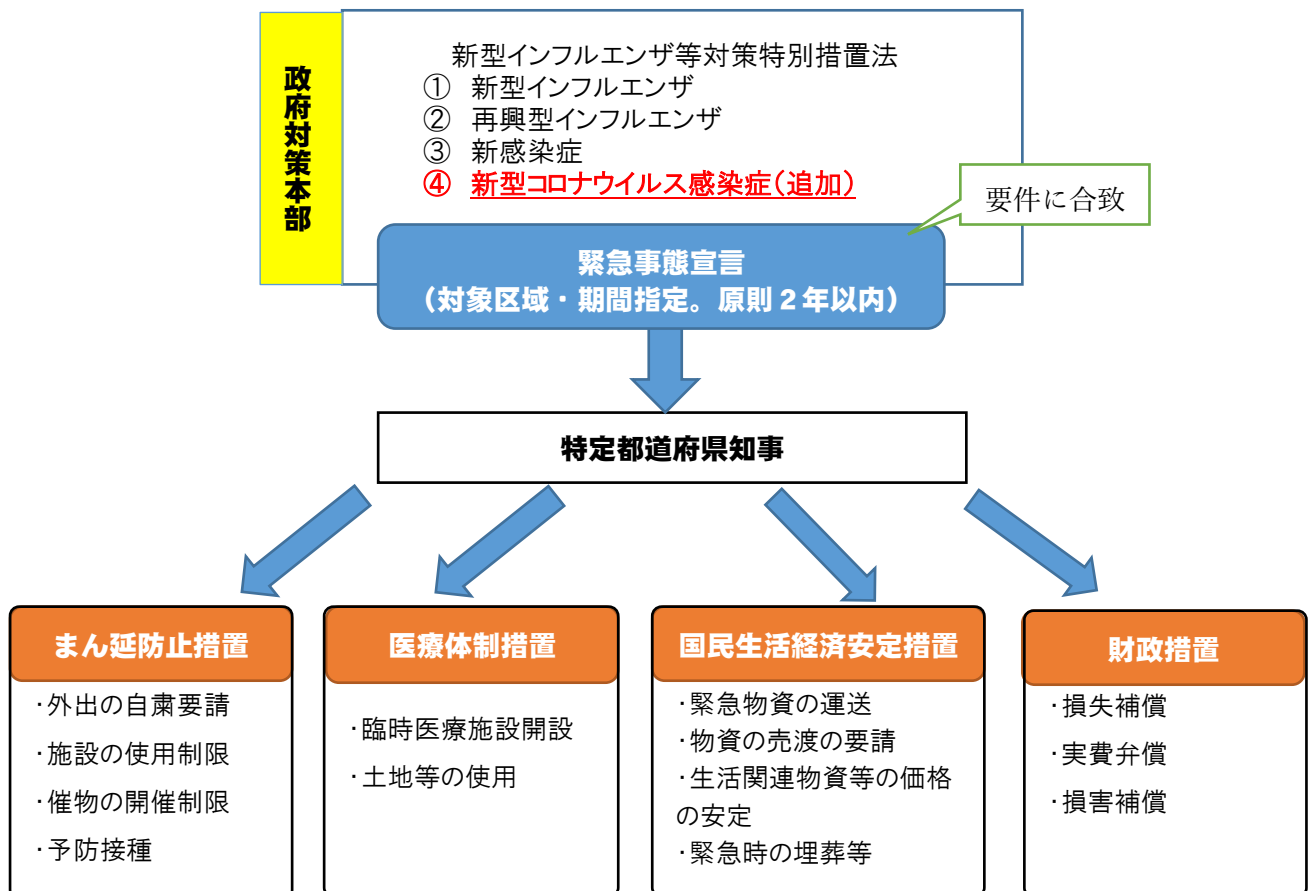 政府対策本部
新型インフルエンザ等対策特別措置法
① 新型インフルエンザ
② 再興型インフルエンザ
③ 新感染症
④ 新型コロナウイルス感染症(追加)
要件に合致
緊急事態宣言
(対象区域・期間指定。原則2年以内)
特定都道府県知事
まん延防止措置
・外出の自粛要請
・施設の使用制限
・催物の開催制限
・予防接種
医療体制措置
・臨時医療施設開設
・土地等の使用
国民生活経済安定措置
・緊急物資の運送
・物資の売渡の要請
・生活関連物資等の価格
の安定
・緊急時の埋葬等
財政措置
・損失補償
・実費弁償
・損害補償